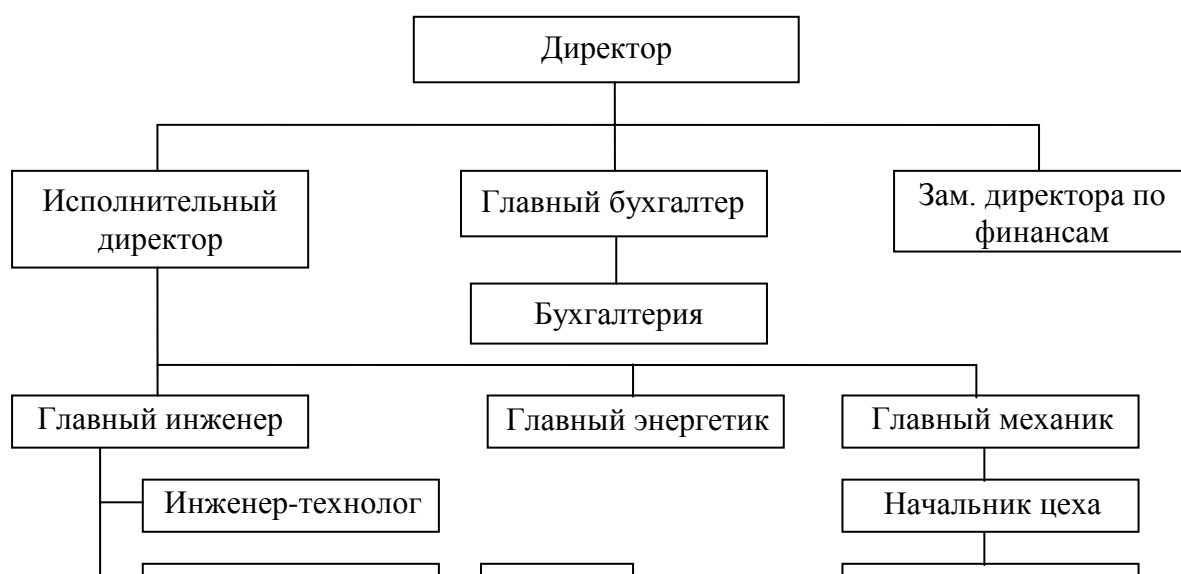 Директор
Исполнительный
директор
Главный бухгалтер
Зам. директора по
финансам
Бухгалтерия
Главный инженер
Главный энергетик
Главный механик
Инженер-технолог
Начальник цеха